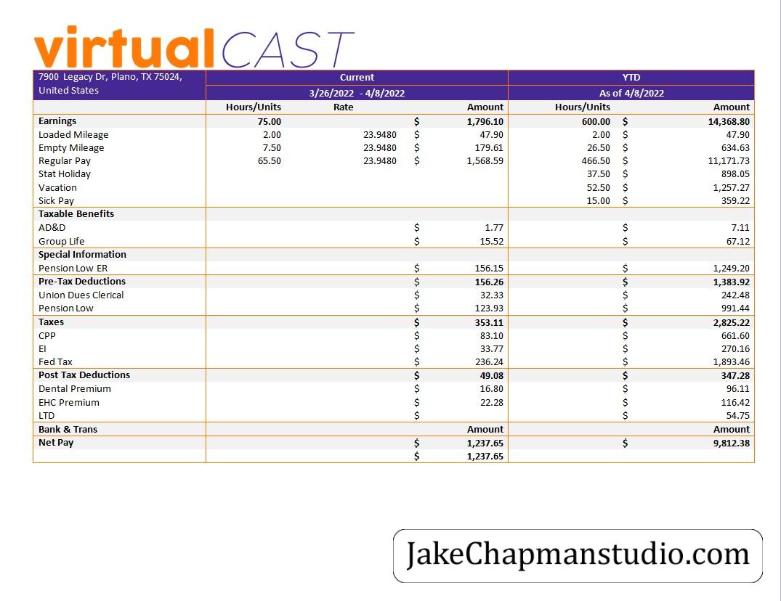 virtualCAST
7900 Legacy Dr, Plano, TX 75024, Current YTD
United States 3/26/2022 - 4/8/2022 As of 4/8/2022
Hours/Units Rate Amount Hours/Units Amount
Earnings 75.00 $ 1,796.10 600.00 $ 14,368.80
Loaded Mileage 2.00 23.9480 $ 47.90 2.00 $ 47.90
Empty Mileage 7.50 23.9480 $ 179.61 26.50 $ 634.63
Regular Pay 65.50 23.9480 $ 1,568.59 466.50 $ 11,171.73
Stat Holiday 37.50 $ 898.05
Vacation 52.50 $ 1,257.27
Sick Pay 15.00 $ 359.22
Taxable Benefits
AD&D $ 1.77 $ 7.11
Group Life $ 15.52 $ 67.12
Special Information
Pension Low ER $ 156.15 $ 1,249.20
Pre-Tax Deductions $ 156.26 $ 1,383.92
Union Dues Clerical $ 32.33 $ 242.48
Pension Low $ 123.93 $ 991.44
Taxes $ 353.11 $ 2,825.22
CPP $ 83.10 $ 661.60
EI $ 33.77 $ 270.16
Fed Tax $ 236.24 $ 1,893.46
Post Tax Deductions $ 49.08 $ 347.28
Dental Premium $ 16.80 $ 96.11
EHC Premium $ 22.28 $ 116.42
LTD $ $ 54.75
Bank & Trans Amount Amount
Net Pay $ 1,237.65 $ 9,812.38
$ 1,237.65
JakeChapmanstudio.com